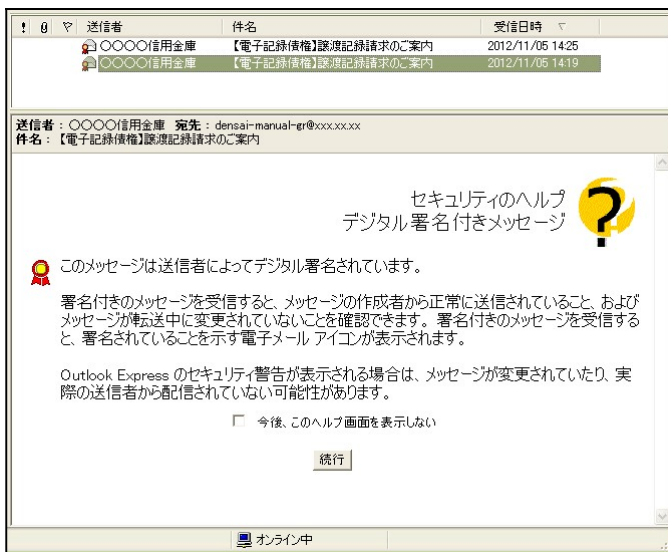 ! 送信者 件名 受信日時
〇〇〇〇信用金庫 【電子記録債権】譲渡記録請求のご案内 2012/11/05 14:25
〇〇〇〇信用金庫 【電子記録債権】譲渡記録請求のご案内 2012/11/05 14:19
送信者: 〇〇〇〇信用金庫 宛先: densai-manual-gr@xxx.xx.xx
件名: 【電子記録債権】譲渡記録請求のご案内
セキュリティのヘルプ
デジタル署名付きメッセージ
このメッセージは送信者によってデジタル署名されています。
署名付きのメッセージを受信すると、メッセージの作成者から正常に送信されていること、および
メッセージが転送中に変更されていないことを確認できます。署名付きのメッセージを受信する
と、署名されていることを示す電子メール アイコンが表示されます。
Outlook Express のセキュリティ警告が表示される場合は、メッセージが変更されていたり、実
際の送信者から配信されていない可能性があります。
今後、このヘルプ画面を表示しない
続行
オンライン中